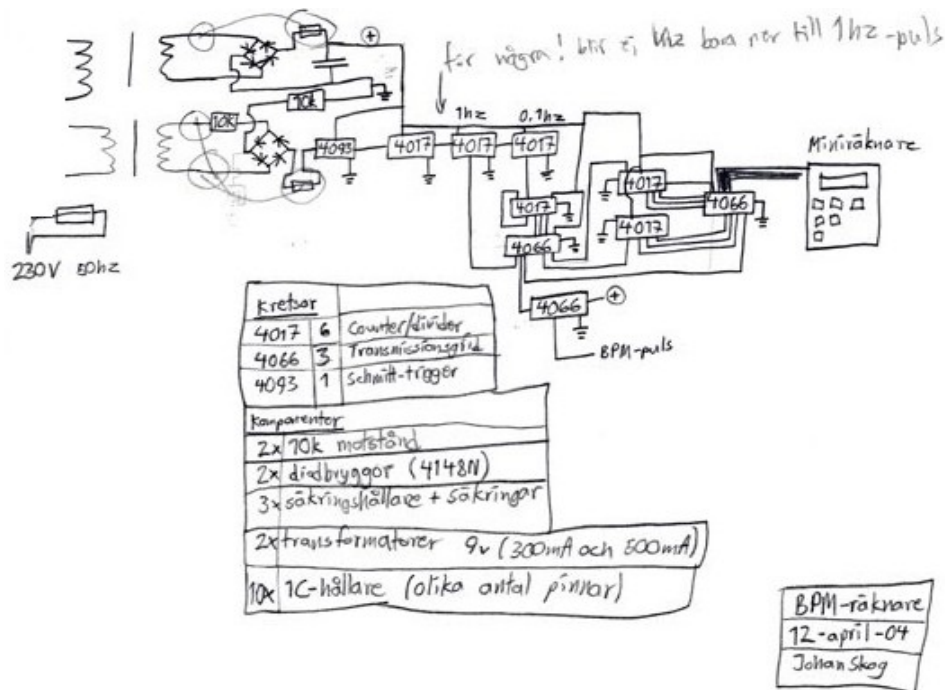 +
för några! blir ej khz bara ner till 1hz-puls
10k
10k
1hz
0.1hz
4093
4017
4017
4017
Miniräknare
4017
4017
4066
4017
4066
230V 50hz
4066
+
BPM-puls
Kretsar
4017 6 Counter/divider
4066 3 Transmissionsgrid
4093 1 Schmitt-trigger
Komponenter
2x 10k motstånd
2x diodbryggor (4148N)
3x säkringshållare + säkringar
2x transformatorer 9v (300mA och 500mA)
10x IC-hållare (olika antal pinnar)
BPM-räknare
12-april-04
Johan Skog